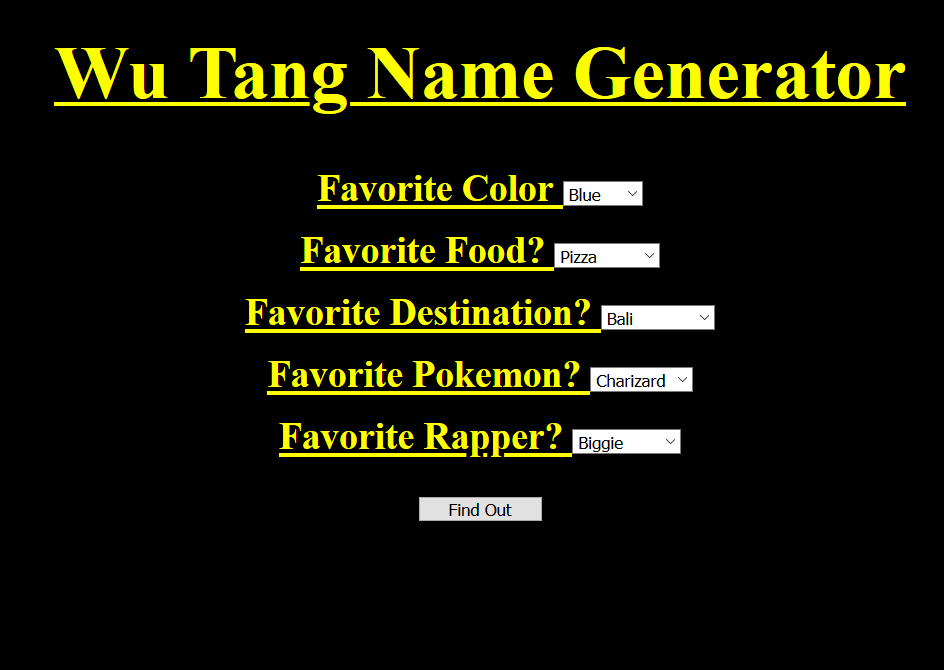 Wu Tang Name Generator
Favorite Color Blue
Favorite Food? Pizza
Favorite Destination? Bali
Favorite Pokemon? Charizard
Favorite Rapper? Biggie
Find Out